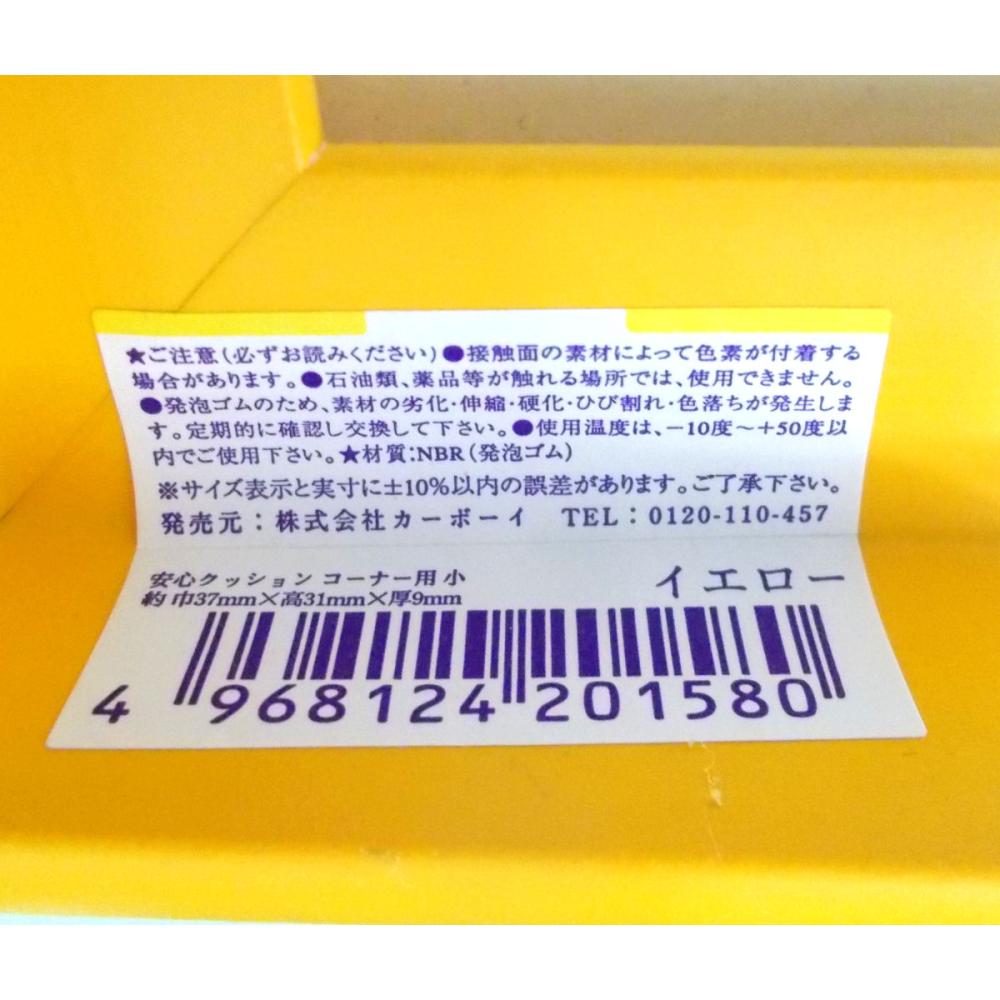 ★ご注意(必ずお読みください)●接触面の素材によって色素が付着する
場合があります。●石油類、薬品等が触れる場所では、使用できません。
●発泡ゴムのため、素材の劣化・伸縮・硬化・ひび割れ・色落ちが発生しま
す。定期的に確認し交換して下さい。●使用温度は、−10度〜+50度以
内でご使用下さい。★材質:NBR(発泡ゴム)
※サイズ表示と実寸に±10%以内の誤差があります。ご了承下さい。
発売元:株式会社カーボーイ TEL:0120-110-457
安心クッション コーナー用 小 イエロー
約 巾37mm×高31mm×厚9mm
4 968124 201580